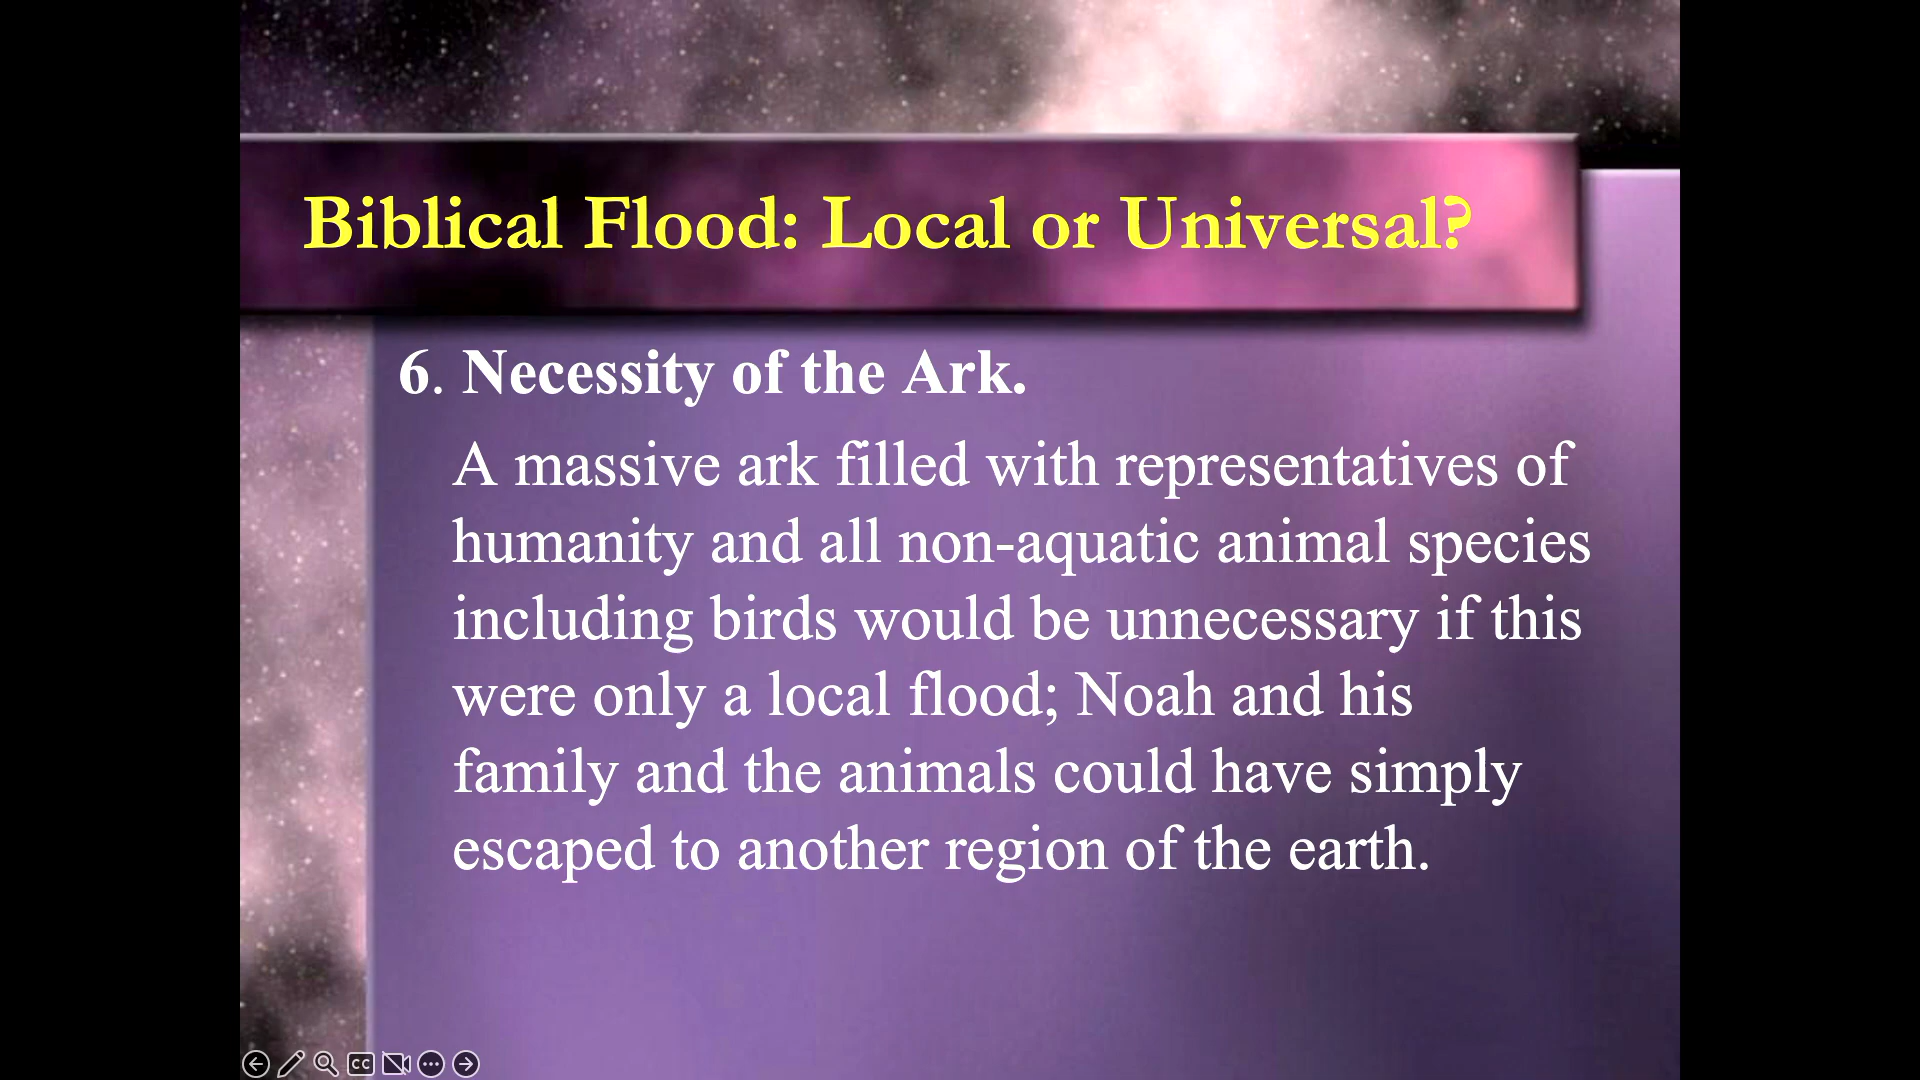 Biblical Flood: Local or Universal?
6. Necessity of the Ark.
A massive ark filled with representatives of
humanity and all non-aquatic animal species
including birds would be unnecessary if this
were only a local flood; Noah and his
family and the animals could have simply
escaped to another region of the earth.
CC